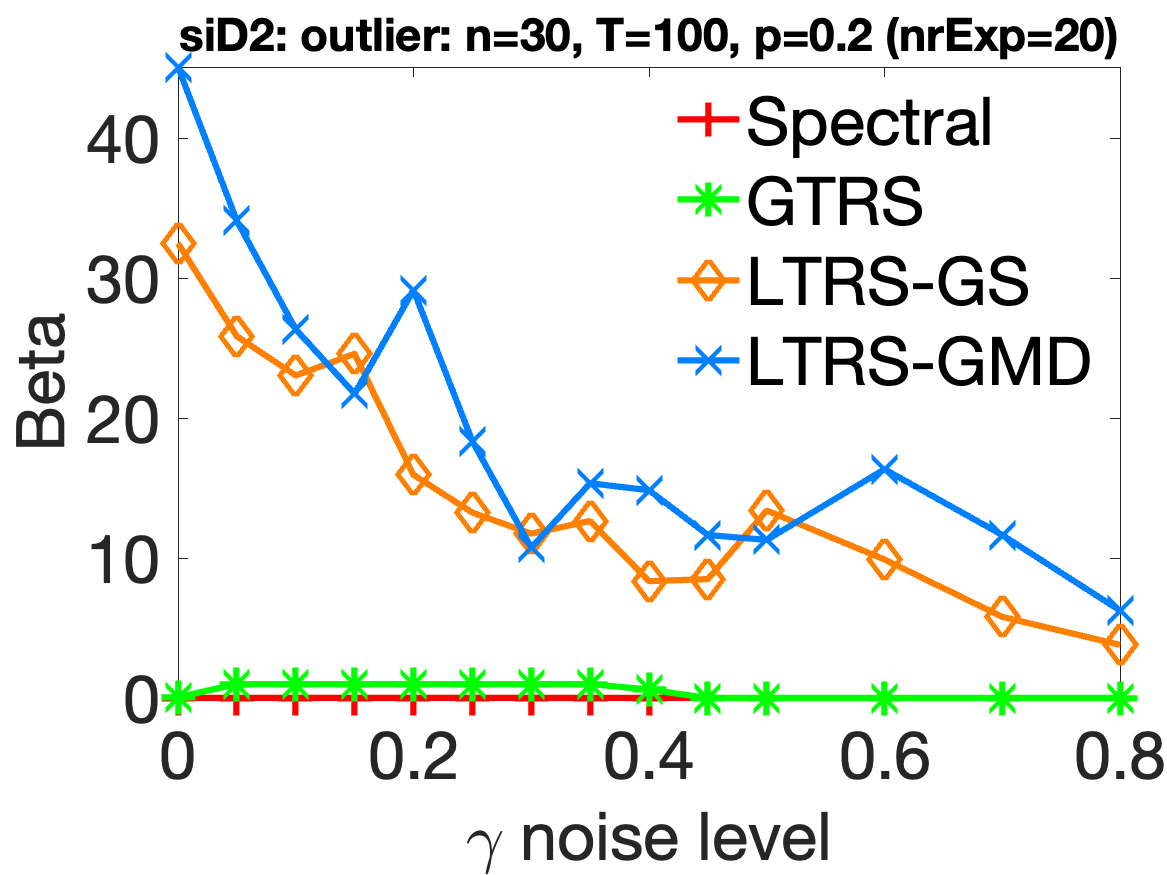 siD2: outlier: n=30, T=100, p=0.2 (nrExp=20)
Spectral
GTRS
LTRS-GS
LTRS-GMD
Beta
40
30
20
10
0
0 0.2 0.4 0.6 0.8
γ noise level